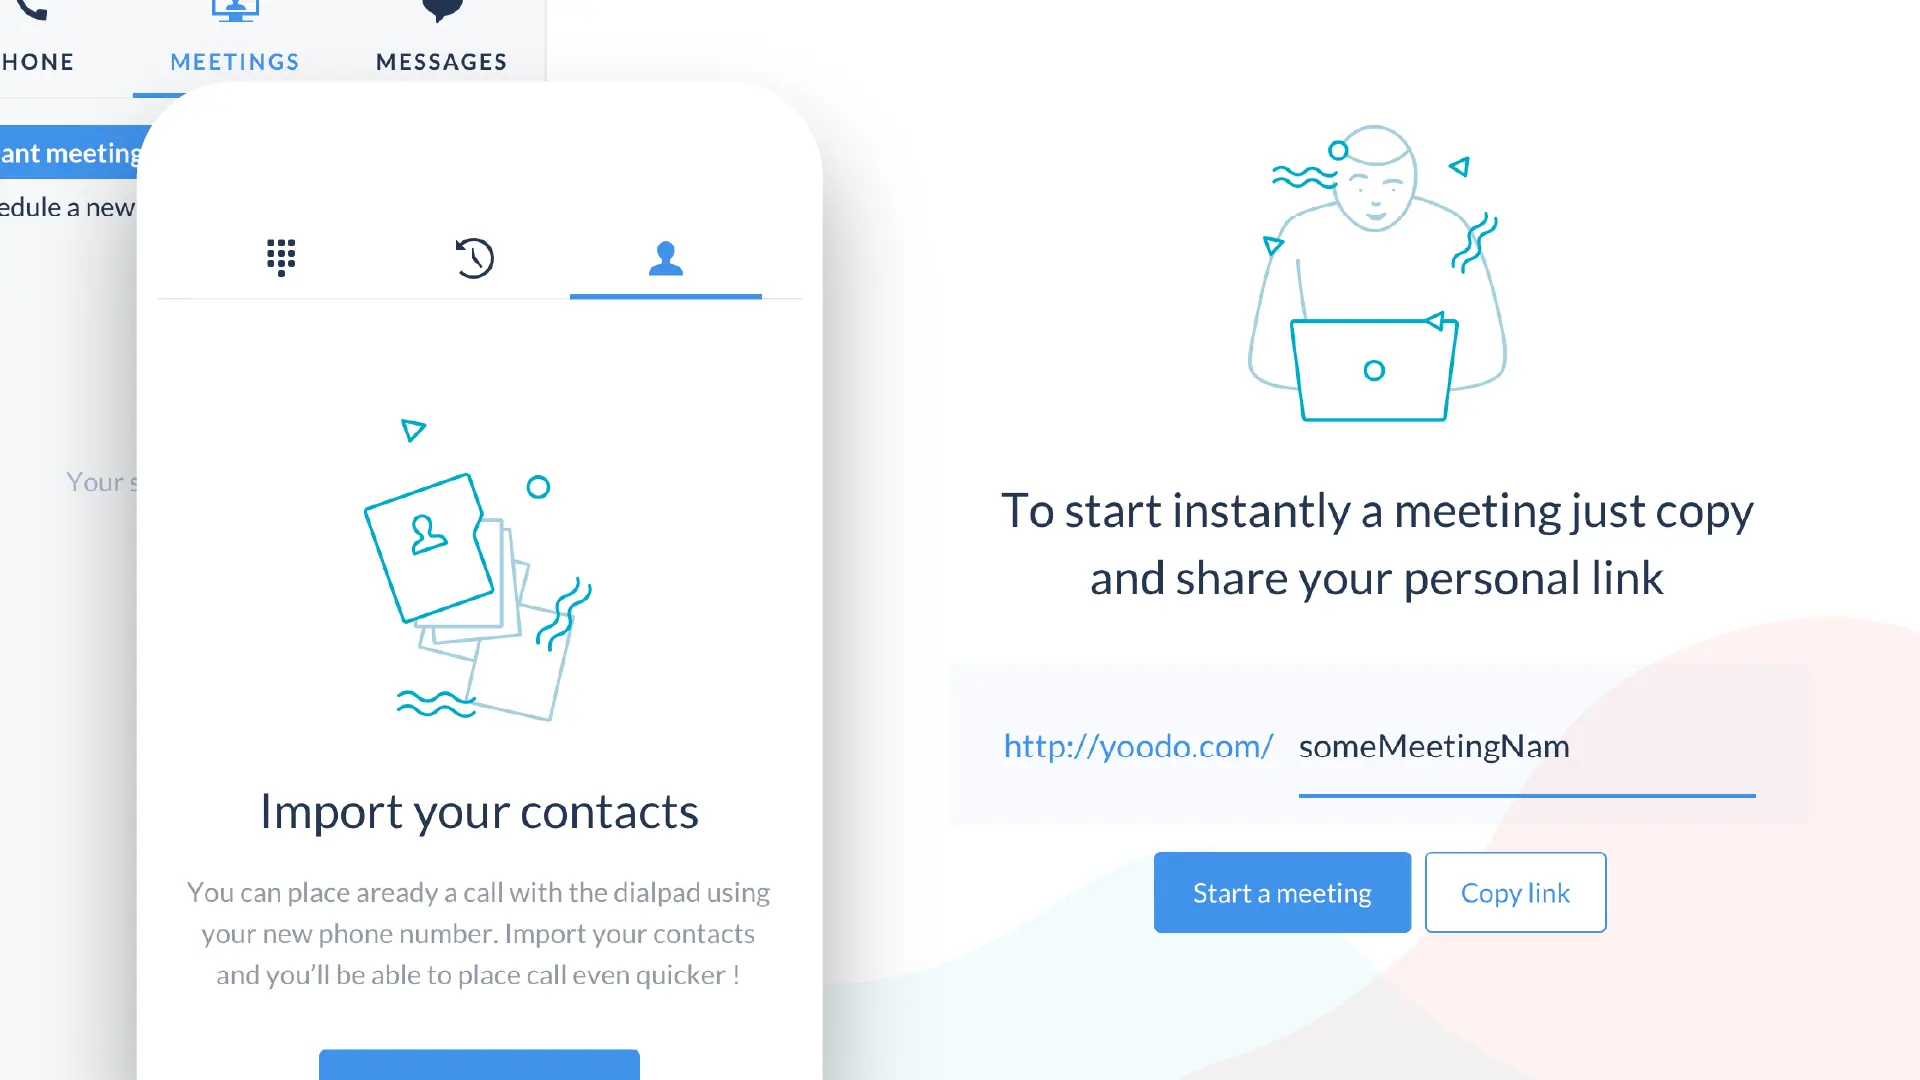 HONE MEETINGS MESSAGES
ant meeting
edule a new
Your s
Import your contacts
You can place aready a call with the dialpad using
your new phone number. Import your contacts
and you’ll be able to place call even quicker !
To start instantly a meeting just copy
and share your personal link
http://yoodo.com/ someMeetingNam
Start a meeting Copy link